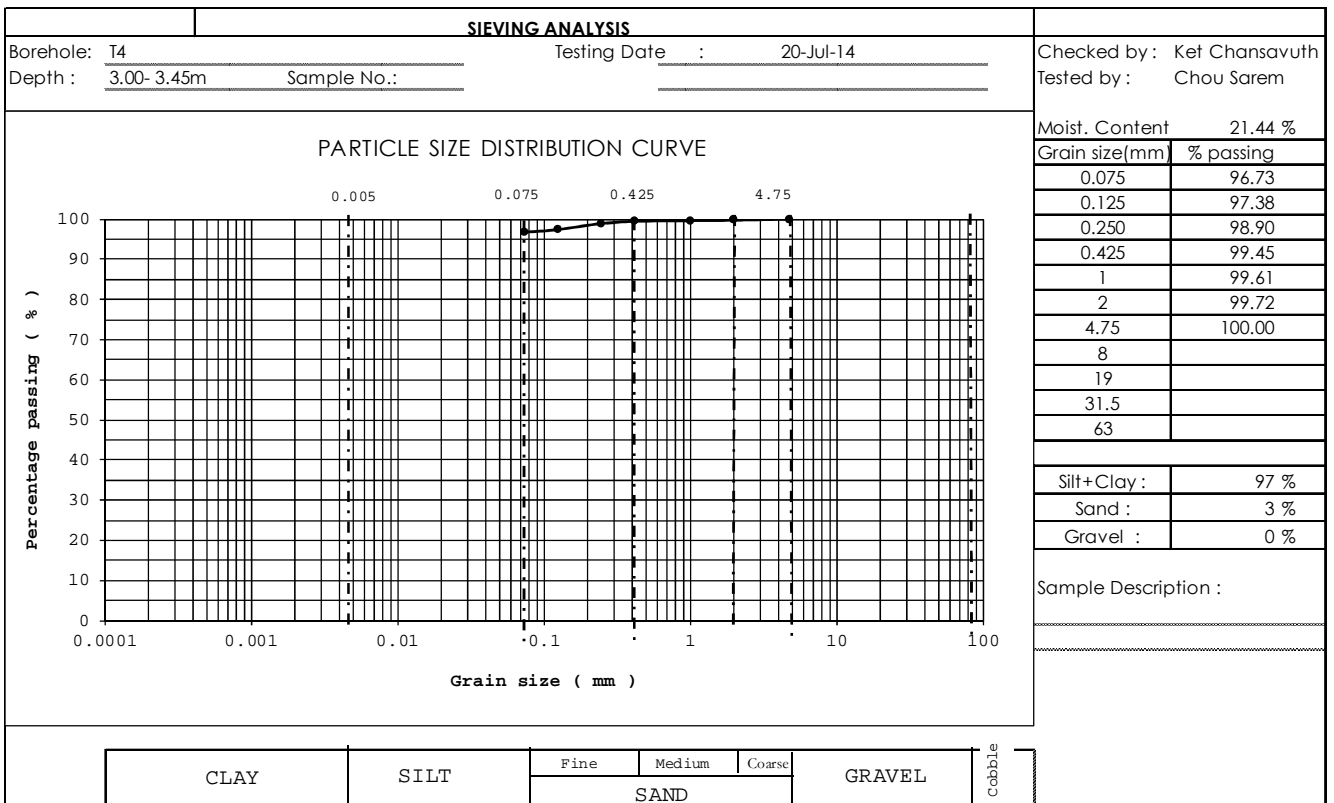 SIEVING ANALYSIS
Borehole: T4 Testing Date : 20-Jul-14
Depth : 3.00- 3.45m Sample No.:
Checked by : Ket Chansavuth
Tested by : Chou Sarem
Moist. Content 21.44 %
Grain size(mm) % passing
0.075 96.73
0.125 97.38
0.250 98.90
0.425 99.45
1 99.61
2 99.72
4.75 100.00
8
19
31.5
63
Silt+Clay : 97 %
Sand : 3 %
Gravel : 0 %
Sample Description :
PARTICLE SIZE DISTRIBUTION CURVE
0.005 0.075 0.425 4.75
Percentage passing ( % )
100
90
80
70
60
50
40
30
20
10
0
0.0001 0.001 0.01 0.1 1 10 100
Grain size ( mm )
CLAY SILT Fine Medium Coarse GRAVEL Cobble
SAND